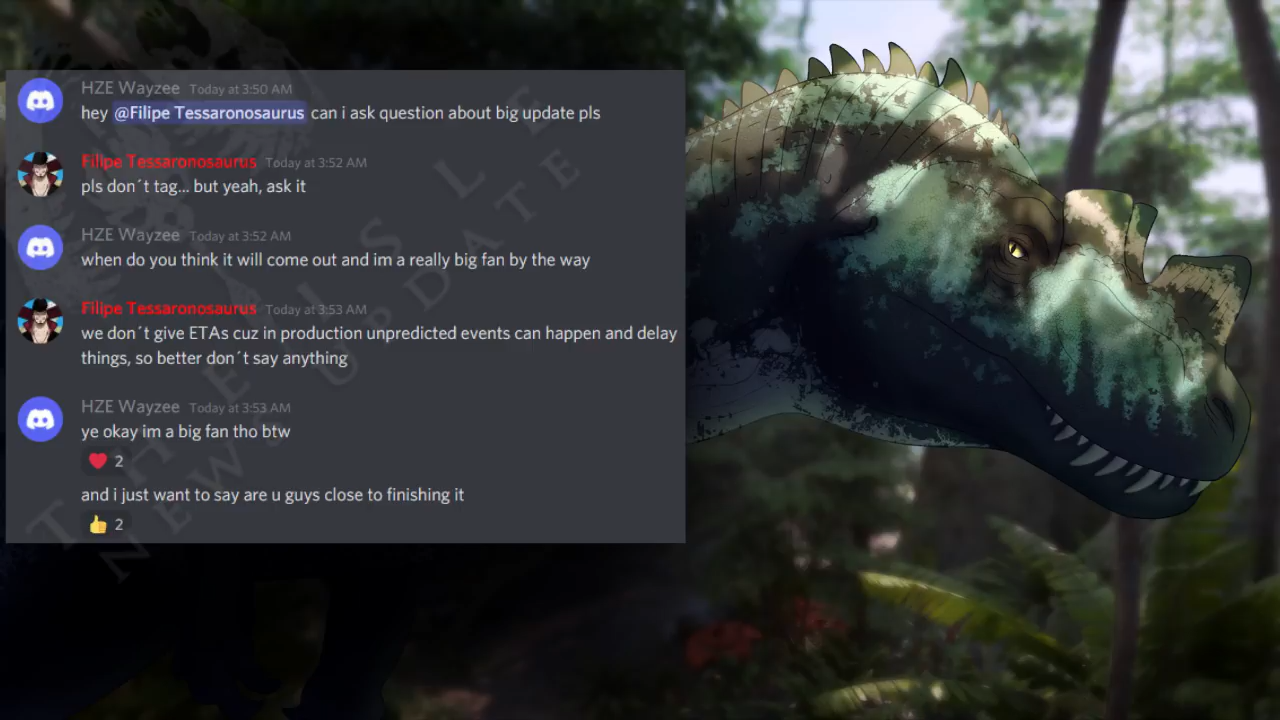 HZE Wayzee Today at 3:50 AM
hey @Filipe Tessaronosaurus can i ask question about big update pls
Filipe Tessaronosaurus Today at 3:52 AM
pls don´t tag... but yeah, ask it
HZE Wayzee Today at 3:52 AM
when do you think it will come out and im a really big fan by the way
Filipe Tessaronosaurus Today at 3:53 AM
we don´t give ETAs cuz in production unpredicted events can happen and delay
things, so better don´t say anything
HZE Wayzee Today at 3:53 AM
ye okay im a big fan tho btw
2
and i just want to say are u guys close to finishing it
2
THE ISLE
NEW UPDATE